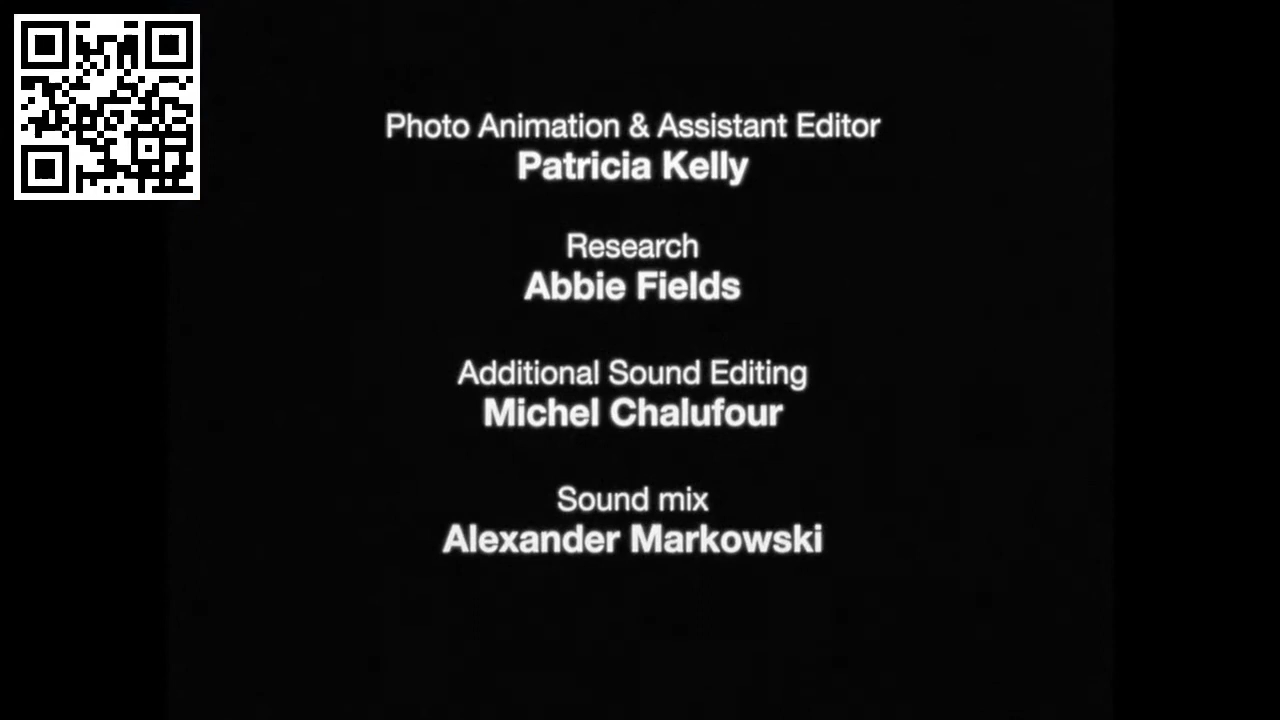 Photo Animation & Assistant Editor
Patricia Kelly
Research
Abbie Fields
Additional Sound Editing
Michel Chalufour
Sound mix
Alexander Markowski